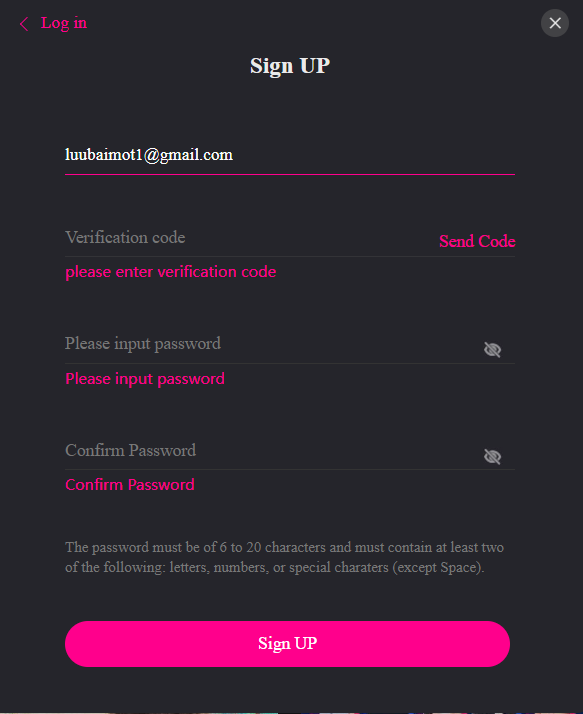 Log in
Sign UP
luubaimot1@gmail.com
Verification code
Send Code
please enter verification code
Please input password
Please input password
Confirm Password
Confirm Password
The password must be of 6 to 20 characters and must contain at least two
of the following: letters, numbers, or special charaters (except Space).
Sign UP